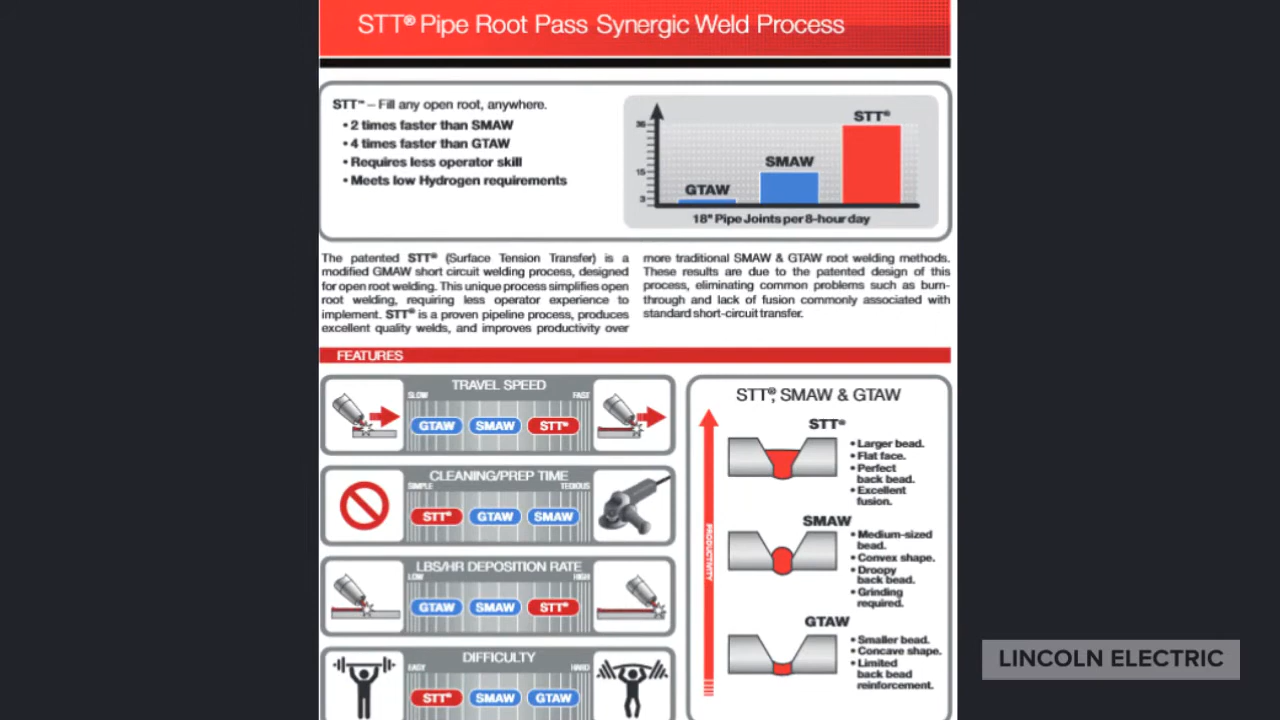 STT® Pipe Root Pass Synergic Weld Process
STT™ – Fill any open root, anywhere.
• 2 times faster than SMAW
• 4 times faster than GTAW
• Requires less operator skill
• Meets low Hydrogen requirements
36
15
3
GTAW
SMAW
STT®
18" Pipe Joints per 8-hour day
The patented STT® (Surface Tension Transfer) is a
modified GMAW short circuit welding process, designed
for open root welding. This unique process simplifies open
root welding, requiring less operator experience to
implement. STT® is a proven pipeline process, produces
excellent quality welds, and improves productivity over
more traditional SMAW & GTAW root welding methods.
These results are due to the patented design of this
process, eliminating common problems such as burn-
through and lack of fusion commonly associated with
standard short-circuit transfer.
FEATURES
TRAVEL SPEED
SLOW
FAST
GTAW SMAW STT®
CLEANING/PREP TIME
SIMPLE
TEDIOUS
STT® GTAW SMAW
LBS/HR DEPOSITION RATE
LOW
HIGH
GTAW SMAW STT®
DIFFICULTY
EASY
HARD
STT® SMAW GTAW
STT®, SMAW & GTAW
PRODUCTIVITY
STT®
• Larger bead.
• Flat face.
• Perfect
back bead.
• Excellent
fusion.
SMAW
• Medium-sized
bead.
• Convex shape.
• Droopy
back bead.
• Grinding
required.
GTAW
• Smaller bead.
• Concave shape.
• Limited
back bead
reinforcement.
LINCOLN ELECTRIC